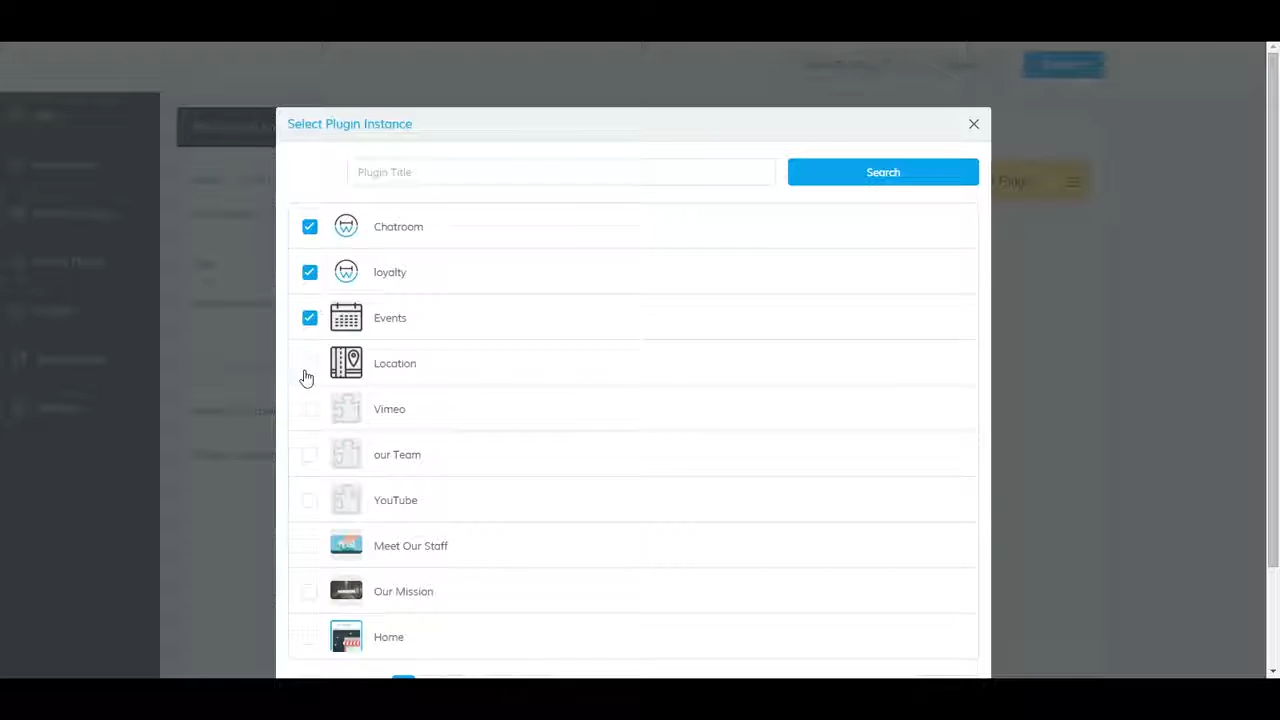 Select Plugin Instance
Plugin Title
Search
Chatroom
loyalty
Events
Location
Vimeo
our Team
YouTube
Meet Our Staff
Our Mission
Home